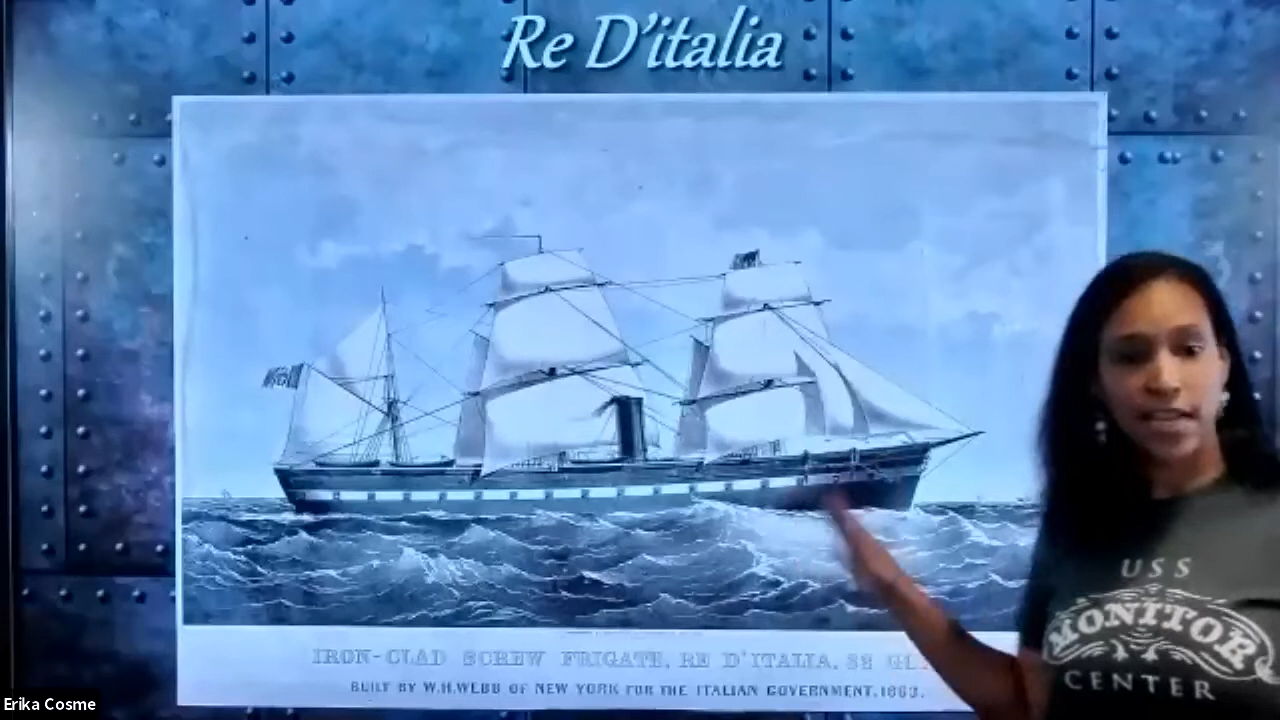 Re D'italia
IRON-CLAD SCREW FRIGATE, RE D'ITALIA,
BUILT BY W.H.WEBB OF NEW YORK FOR THE ITALIAN GOVERNMENT, 1863.
USS
MONITOR
CENTER
Erika Cosme